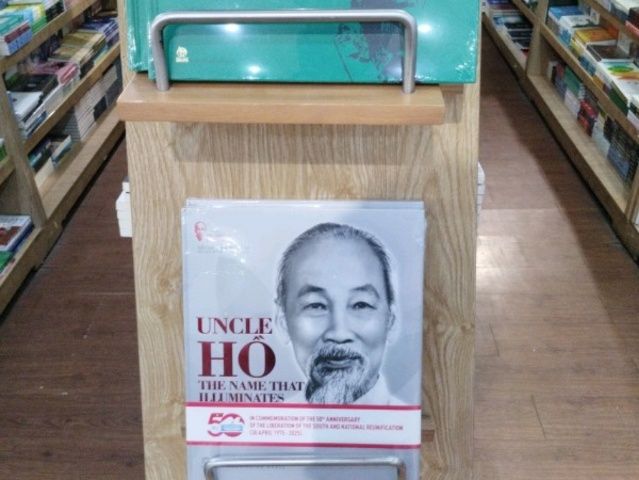 UNCLE
HỒ
THE NAME THAT
ILLUMINATES
50
IN COMMEMORATION OF THE 50TH ANNIVERSARY
OF THE LIBERATION OF THE SOUTH AND NATIONAL REUNIFICATION
(30 APRIL 1975 - 2025)